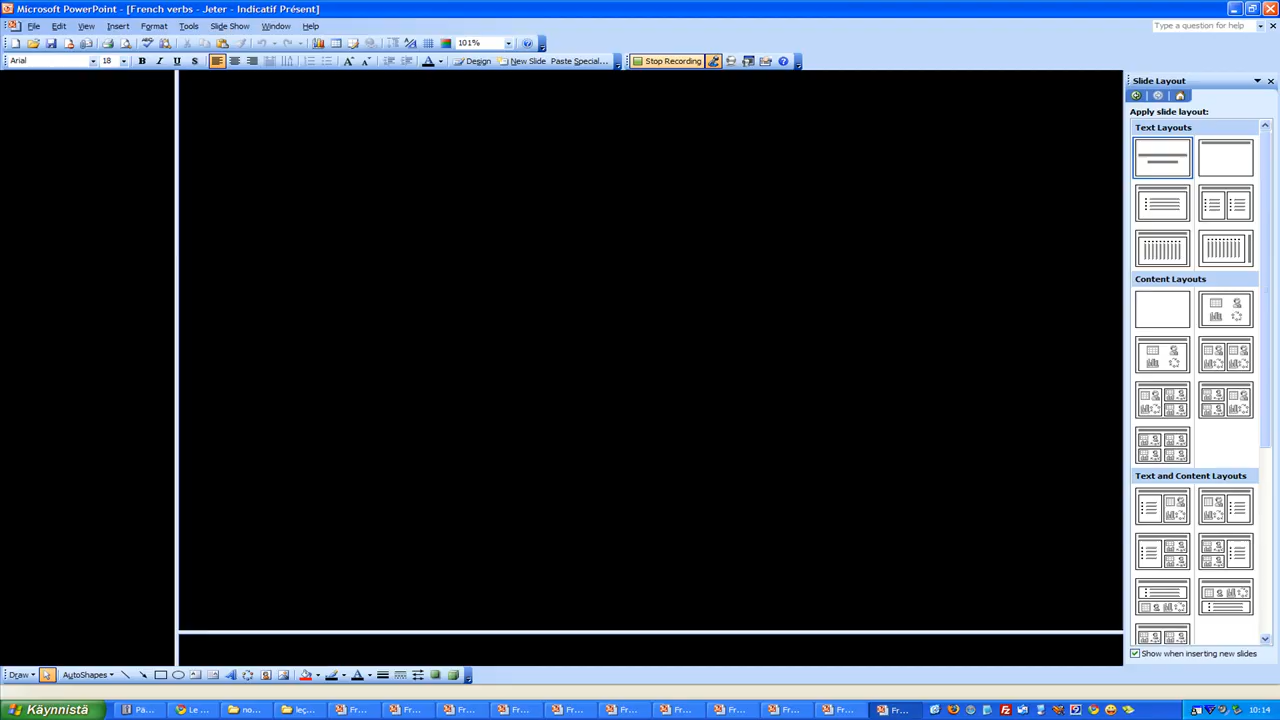 Microsoft PowerPoint - [French verbs - Jeter - Indicatif Présent]
File Edit View Insert Format Tools Slide Show Window Help
Type a question for help
101%
Arial 18 B I U S A Design New Slide Paste Special... Stop Recording
Slide Layout
Apply slide layout:
Text Layouts
Content Layouts
Text and Content Layouts
Show when inserting new slides
Draw AutoShapes
Käynnistä Pa... Le ... no... leç... Fr... Fr... Fr... Fr... Fr... Fr... Fr... Fr... Fr... Fr... Fr... 10:14